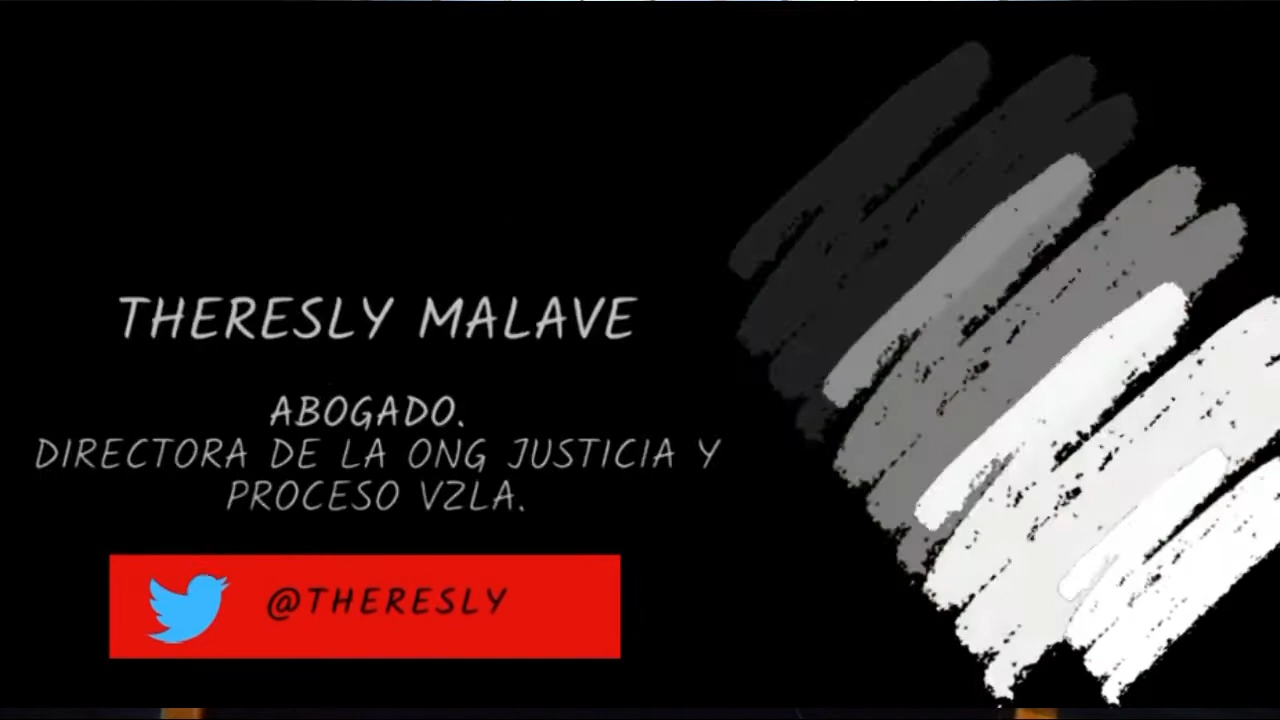 THERESLY MALAVE
ABOGADO.
DIRECTORA DE LA ONG JUSTICIA Y
PROCESO VZLA.
@THERESLY